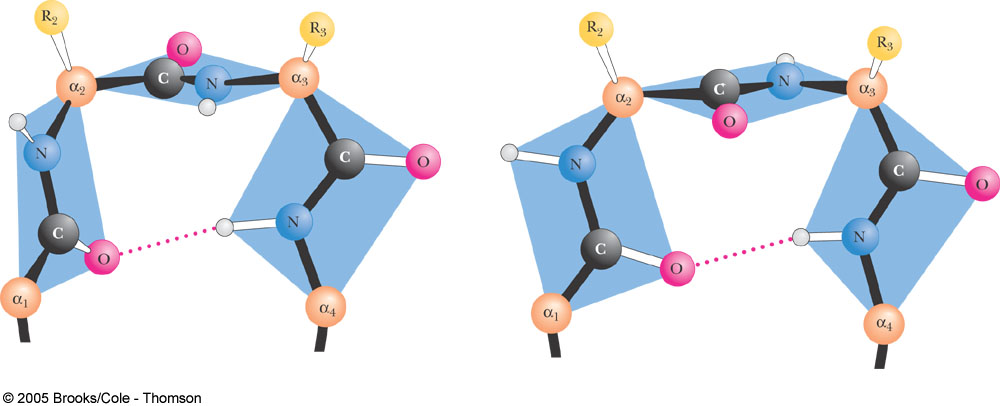 R2
R3
O
C
N
α2
α3
N
C
O
C
O
N
α1
α4
R2
R3
C
N
α2
α3
O
N
C
O
C
N
O
α1
α4
© 2005 Brooks/Cole - Thomson